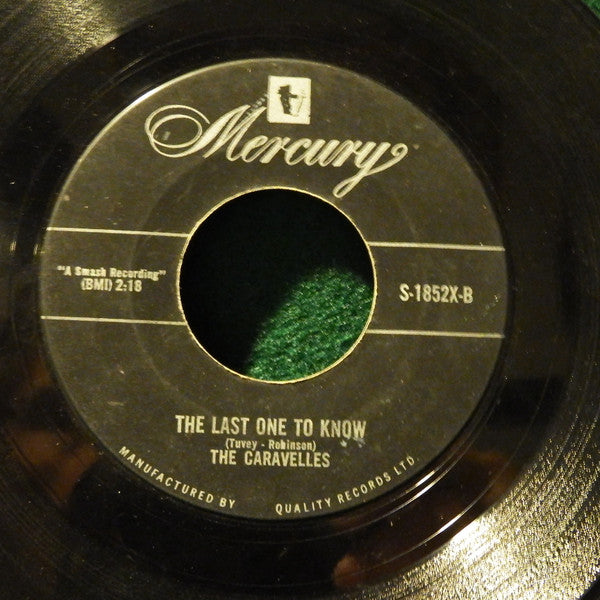 Mercury
"A Smash Recording"
(BMI) 2:18
S-1852X-B
THE LAST ONE TO KNOW
(Tuvey - Robinson)
THE CARAVELLES
MANUFACTURED BY QUALITY RECORDS LTD.